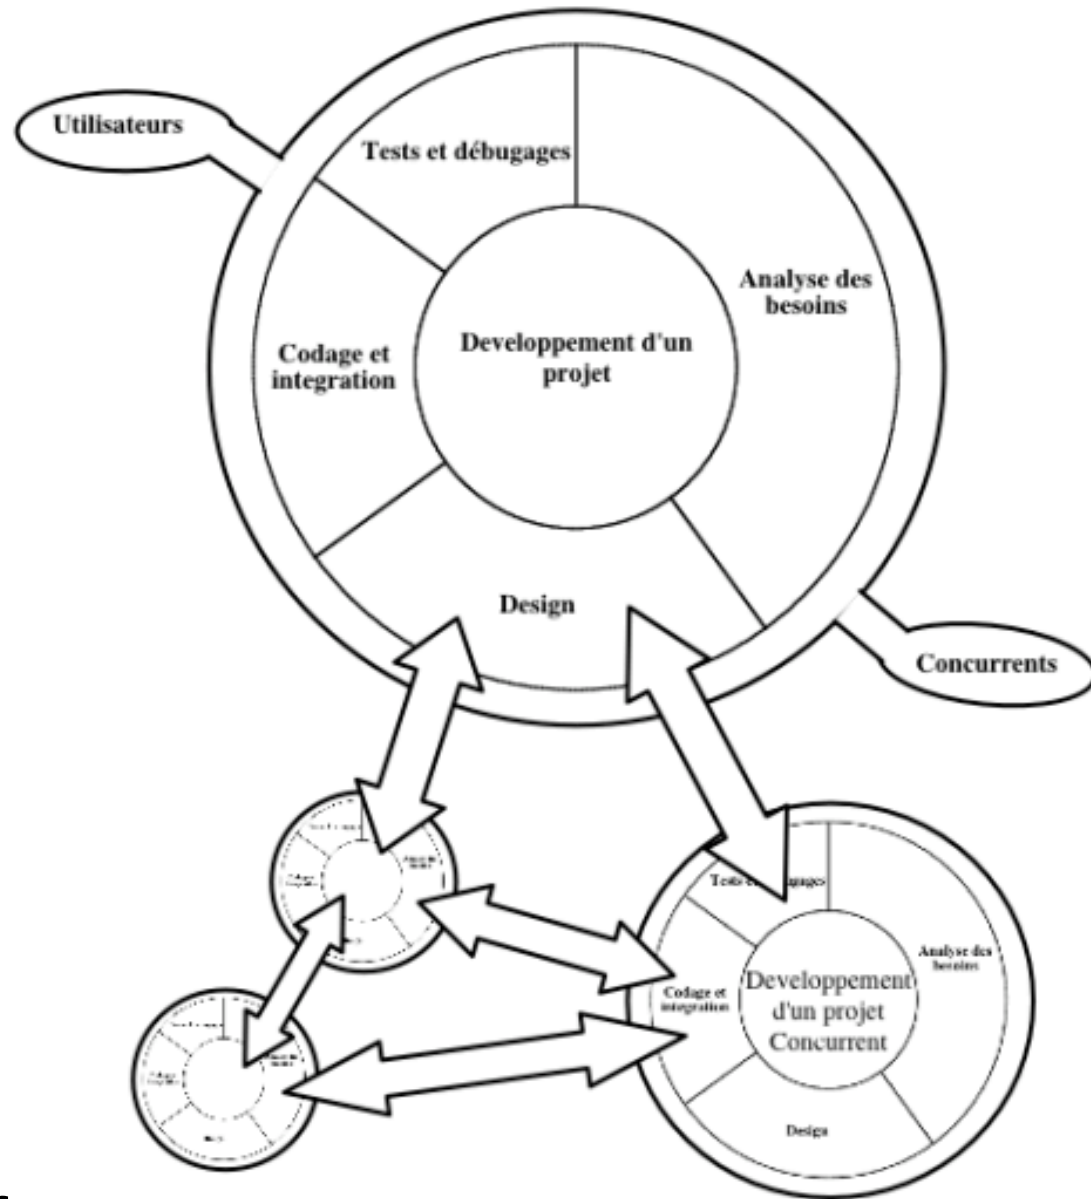 Utilisateurs
Tests et débugages
Analyse des
besoins
Developpement d'un
projet
Codage et
integration
Design
Concurrents
Tests
Analyse des
besoins
Codage et
integration
Developpement
d'un projet
Concurrent
Design